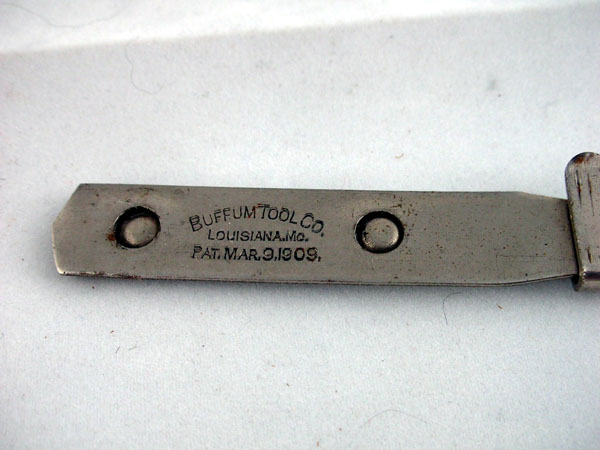 BUFFUM TOOL CO.
LOUISIANA.MO.
PAT. MAR.9.1909.